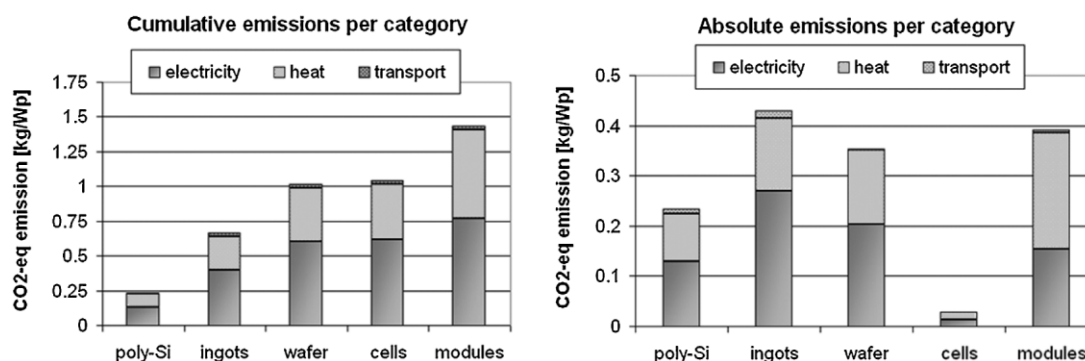 Cumulative emissions per category
electricity heat transport
CO2-eq emission [kg/Wp]
1.75
1.5
1.25
1
0.75
0.5
0.25
0
poly-Si ingots wafer cells modules
Absolute emissions per category
electricity heat transport
CO2-eq emission [kg/Wp]
0.5
0.4
0.3
0.2
0.1
0
poly-Si ingots wafer cells modules